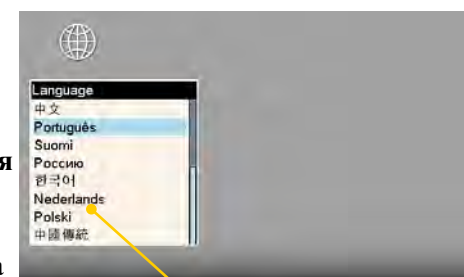 Language
中文
Português
Suomi
Россию
한국어
Nederlands
Polski
中國傳統
я
а